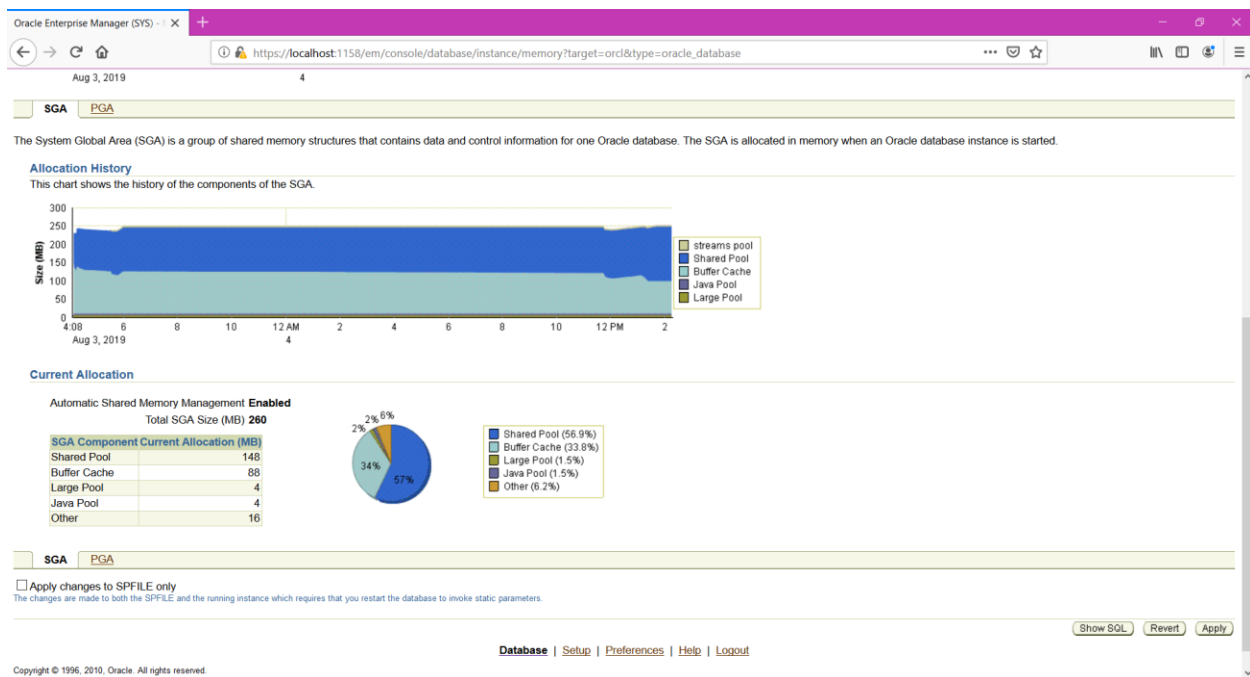 Oracle Enterprise Manager (SYS) -
https://localhost:1158/em/console/database/instance/memory?target=orcl&type=oracle_database
Aug 3, 2019 4
SGA PGA
The System Global Area (SGA) is a group of shared memory structures that contains data and control information for one Oracle database. The SGA is allocated in memory when an Oracle database instance is started.
Allocation History
This chart shows the history of the components of the SGA.
Size (MB)
300
250
200
150
100
50
0
streams pool
Shared Pool
Buffer Cache
Java Pool
Large Pool
4:08 6 8 10 12 AM 2 4 6 8 10 12 PM 2
Aug 3, 2019 4
Current Allocation
Automatic Shared Memory Management Enabled
Total SGA Size (MB) 260
SGA Component Current Allocation (MB)
Shared Pool 148
Buffer Cache 88
Large Pool 4
Java Pool 4
Other 16
2% 2% 6%
34% 57%
Shared Pool (56.9%)
Buffer Cache (33.8%)
Large Pool (1.5%)
Java Pool (1.5%)
Other (6.2%)
SGA PGA
Apply changes to SPFILE only
The changes are made to both the SPFILE and the running instance which requires that you restart the database to invoke static parameters.
Show SQL Revert Apply
Database | Setup | Preferences | Help | Logout
Copyright © 1996, 2010, Oracle. All rights reserved.